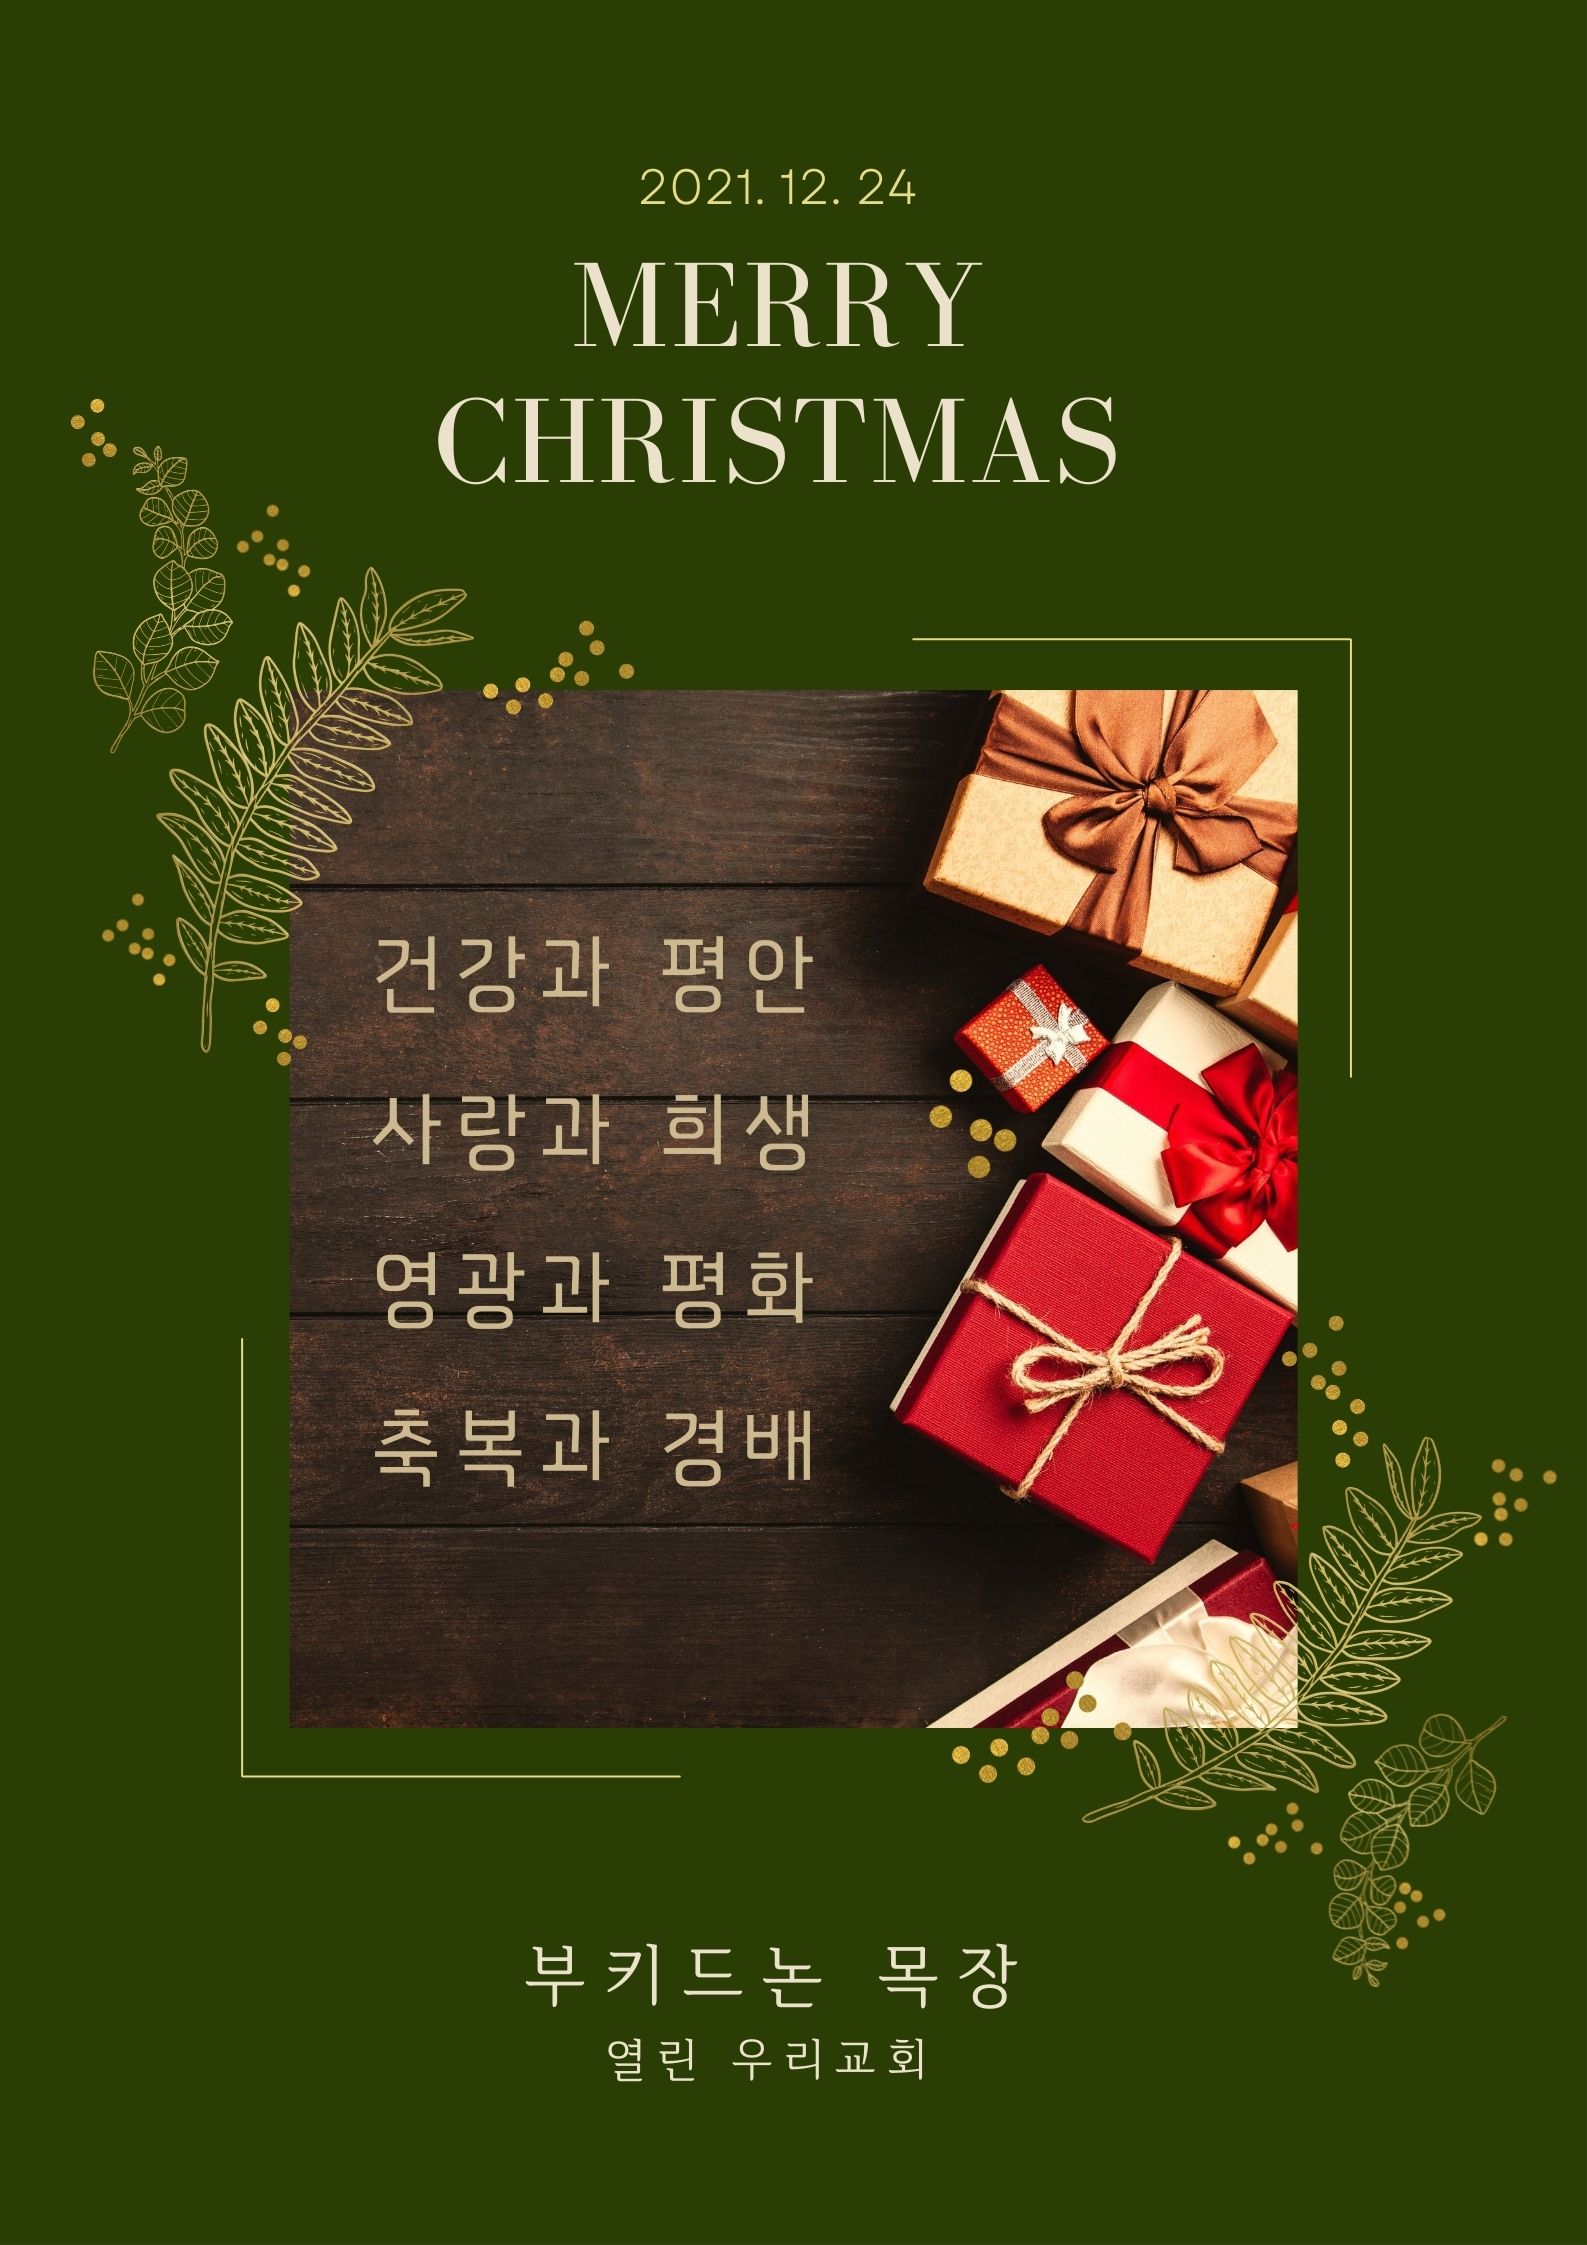 2021. 12. 24
MERRY
CHRISTMAS
건강과 평안
사랑과 희생
영광과 평화
축복과 경배
부키드논 목장
열린 우리교회